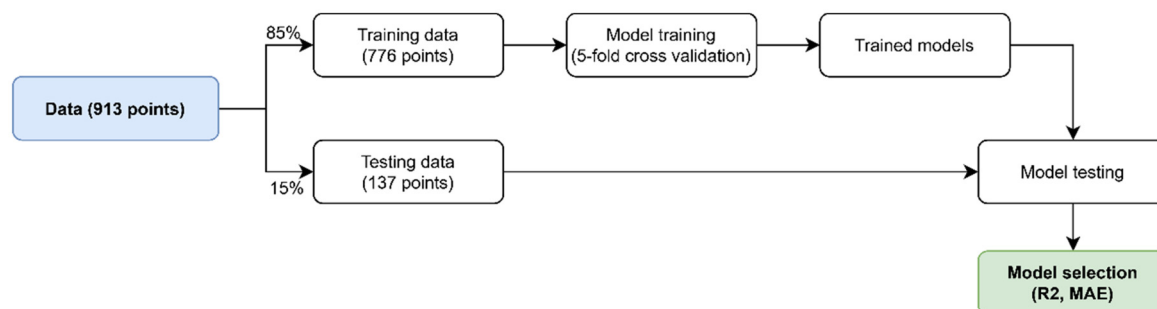 Data (913 points)
85%
Training data
(776 points)
Model training
(5-fold cross validation)
Trained models
15%
Testing data
(137 points)
Model testing
Model selection
(R2, MAE)